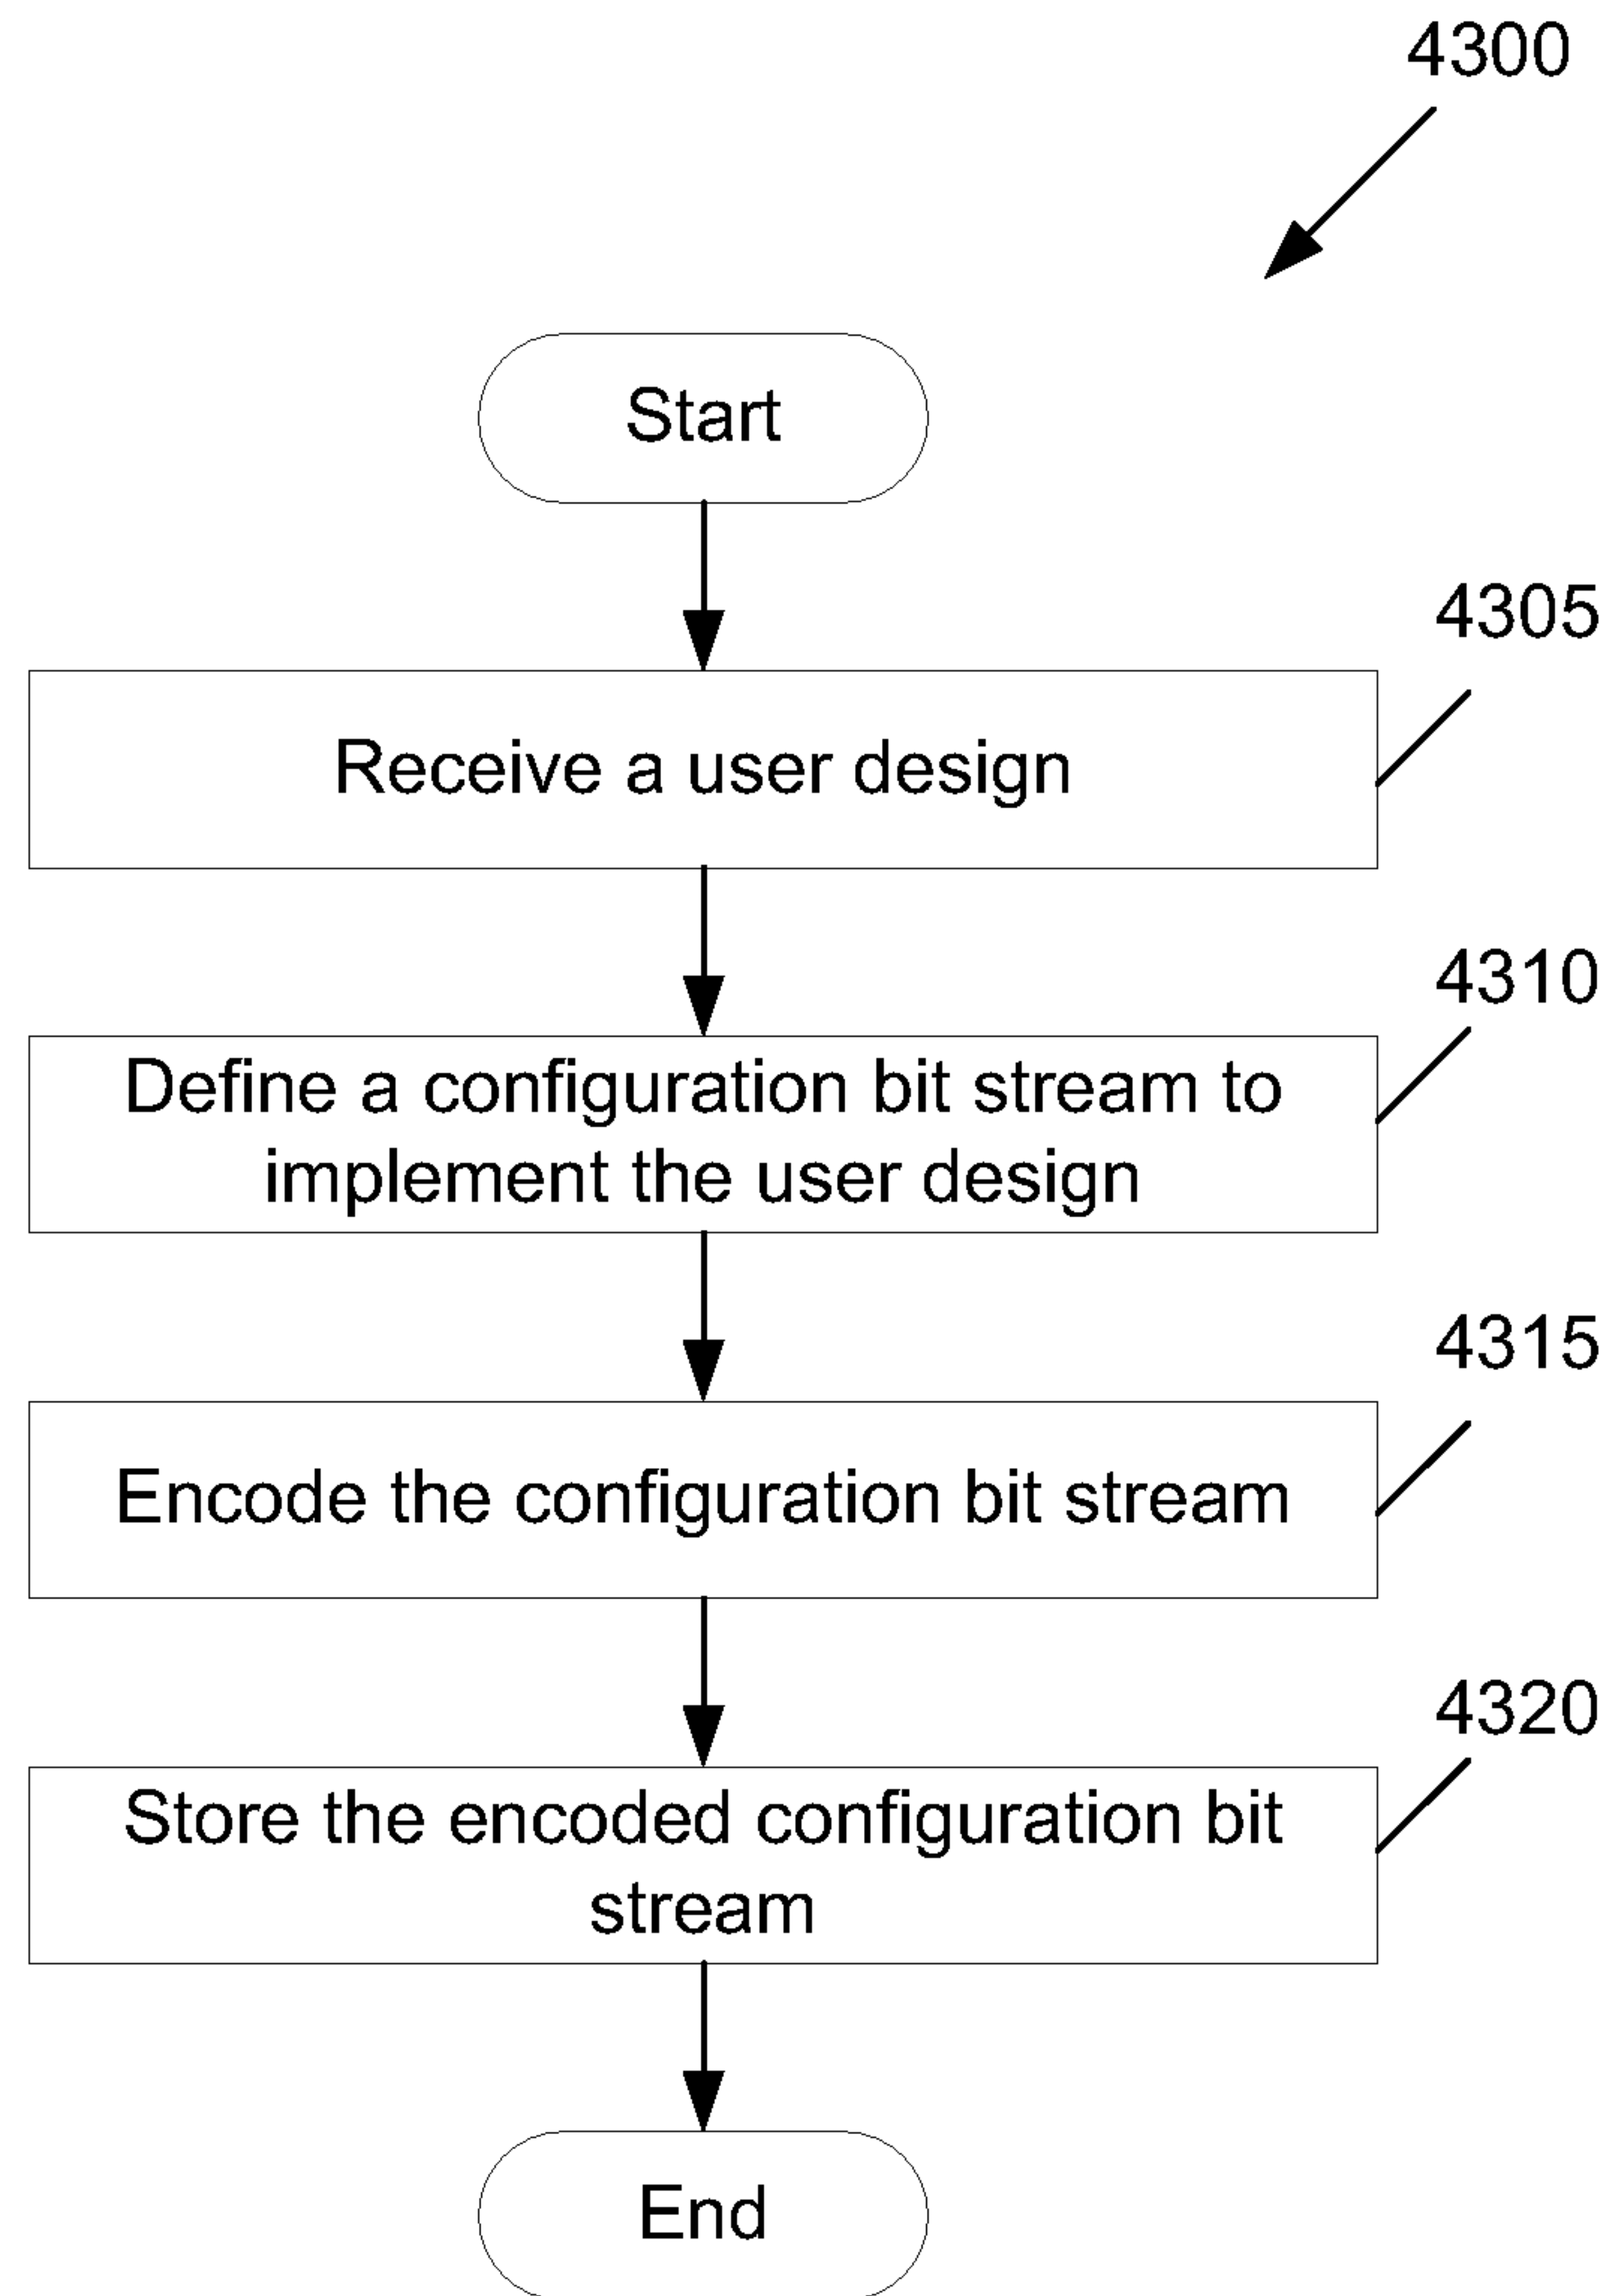 4300
Start
4305
Receive a user design
4310
Define a configuration bit stream to
implement the user design
4315
Encode the configuration bit stream
4320
Store the encoded configuration bit
stream
End